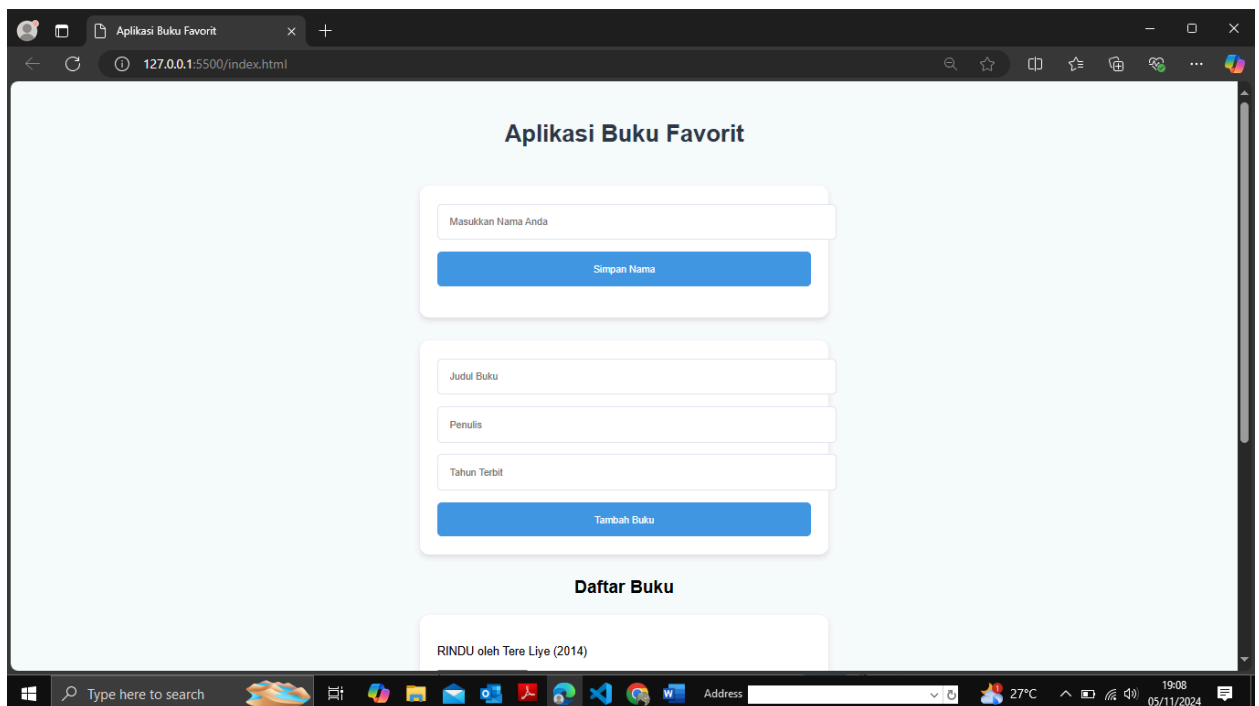 Aplikasi Buku Favorit
127.0.0.1:5500/index.html
Aplikasi Buku Favorit
Masukkan Nama Anda
Simpan Nama
Judul Buku
Penulis
Tahun Terbit
Tambah Buku
Daftar Buku
RINDU oleh Tere Liye (2014)
Type here to search
Address
27°C
19:08
05/11/2024